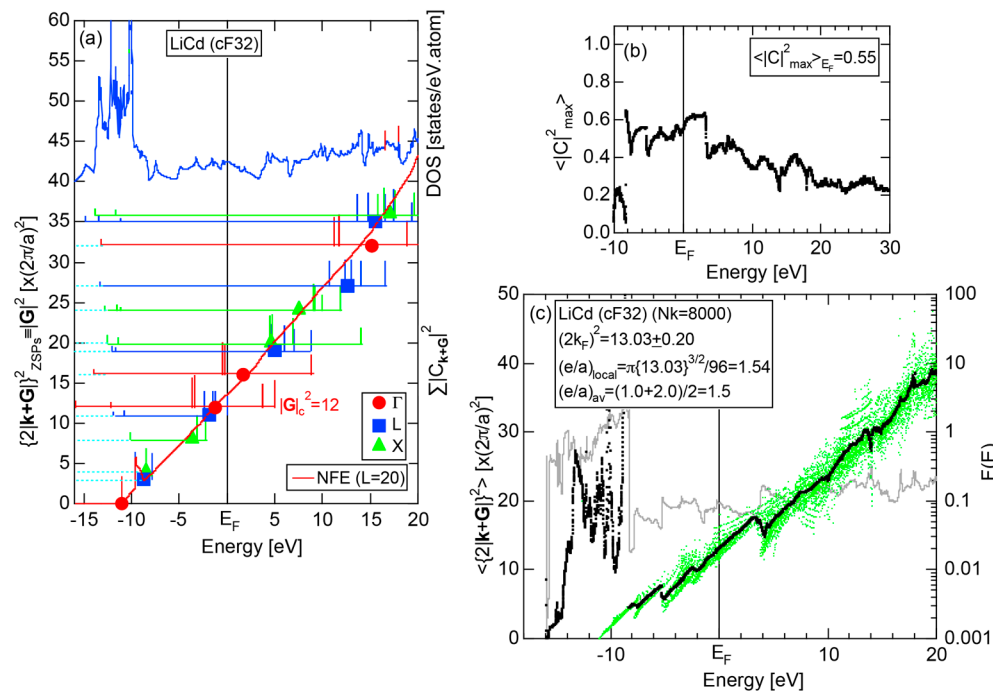 (a)
LiCd (cF32)
60
55
50
45
40
35
30
25
20
15
10
5
0
{2|k+G|}²ZSPs≡|G|² [x(2π/a)²]
DOS [states/eV.atom]
Σ|Ck+G|²
|G|c²=12
Γ
L
X
NFE (L=20)
-15
-10
-5
EF
5
10
15
20
Energy [eV]
(b)
<|C|²max>EF=0.55
1.0
0.8
0.6
0.4
0.2
0.0
<|C|²max>
-10
EF
10
20
30
Energy [eV]
(c)
LiCd (cF32) (Nk=8000)
(2kF)²=13.03±0.20
(e/a)local=π{13.03}³/²/96=1.54
(e/a)av=(1.0+2.0)/2=1.5
50
40
30
20
10
0
<{2|k+G|}²> [x(2π/a)²]
100
10
1
0.1
0.01
0.001
-10
EF
10
20
Energy [eV]